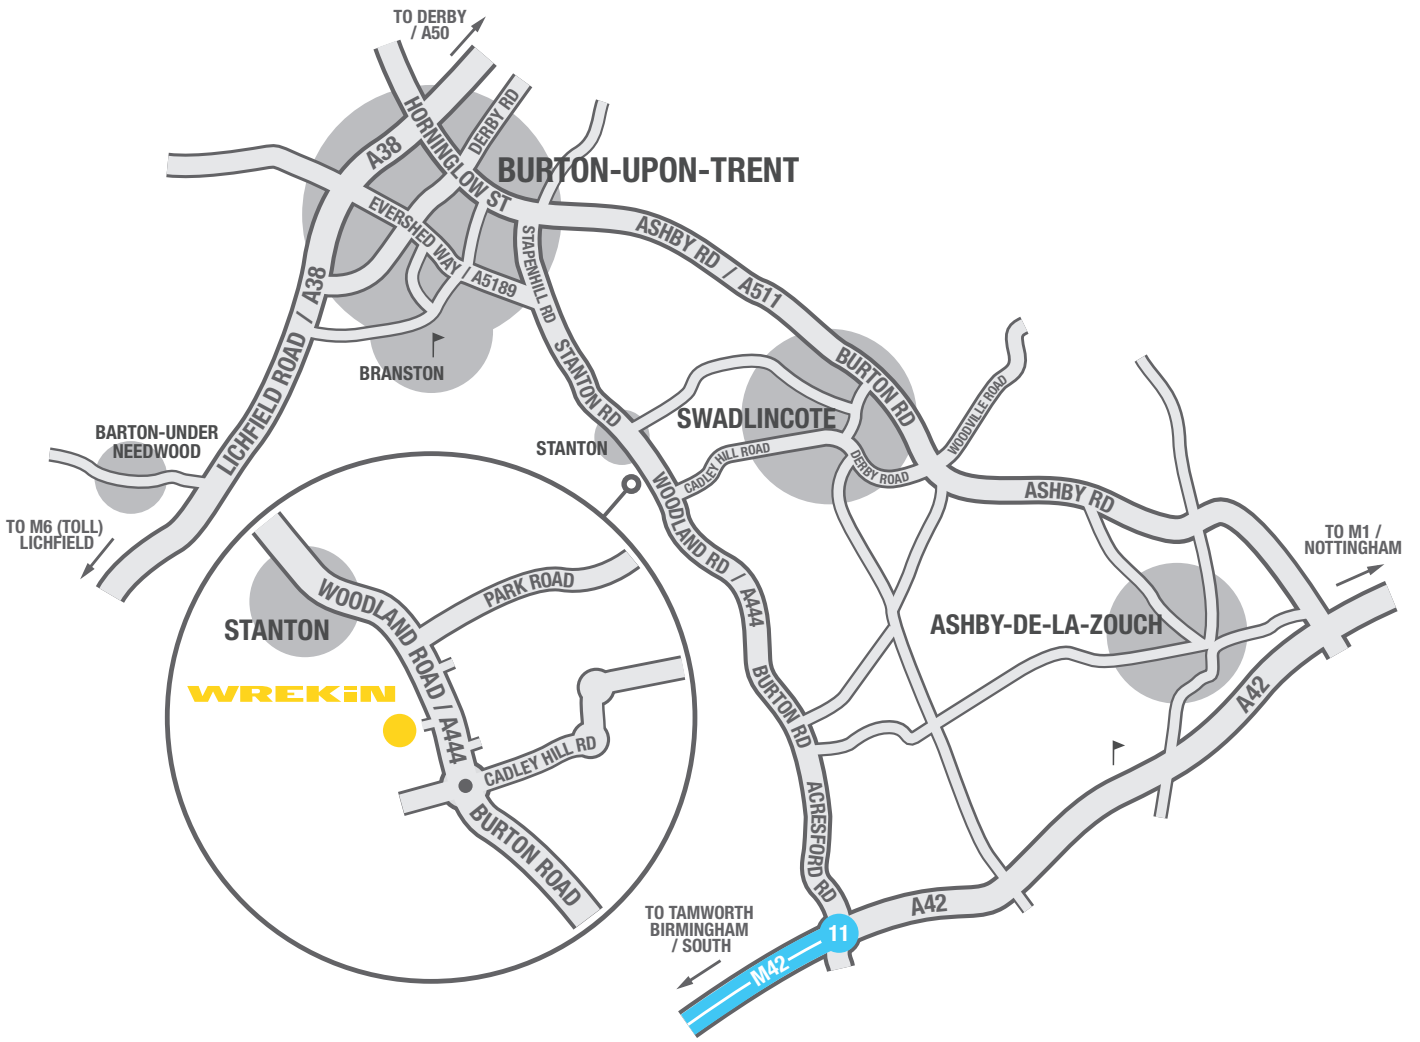 TO DERBY
/ A50
HORNINGLOW ST
DERBY RD
A38
BURTON-UPON-TRENT
EVERSHED WAY / A5189
STAPENHILL RD
ASHBY RD / A511
LICHFIELD ROAD / A38
BRANSTON
STANTON RD
BURTON RD
WOODVILLE ROAD
SWADLINCOTE
BARTON-UNDER
NEEDWOOD
STANTON
CADLEY HILL ROAD
DERBY ROAD
WOODLAND RD / A444
ASHBY RD
TO M6 (TOLL)
LICHFIELD
TO M1 /
NOTTINGHAM
PARK ROAD
WOODLAND ROAD / A444
STANTON
ASHBY-DE-LA-ZOUCH
WREKiN
BURTON RD
A42
CADLEY HILL RD
BURTON ROAD
ACRESFORD RD
A42
TO TAMWORTH
BIRMINGHAM
/ SOUTH
11
M42